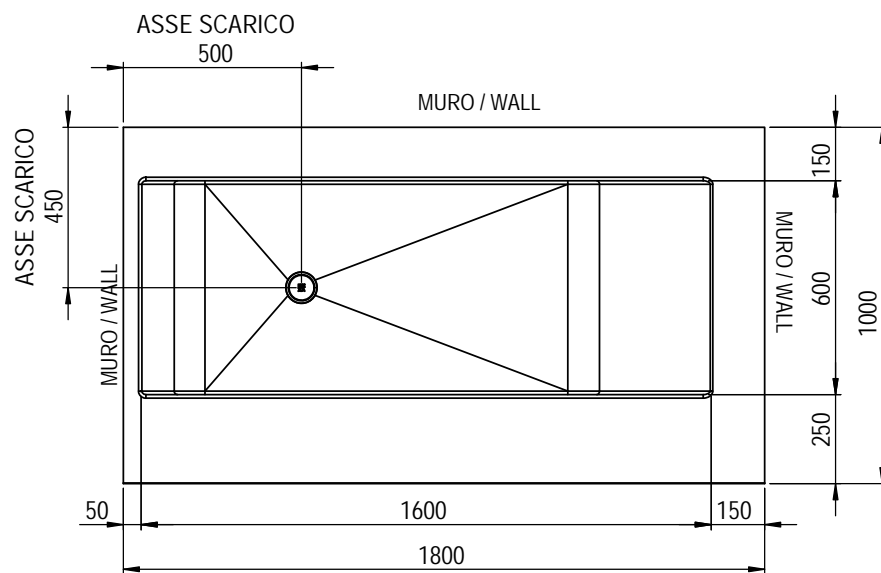 ASSE SCARICO
500
MURO / WALL
ASSE SCARICO
450
150
MURO / WALL
MURO / WALL
600
1000
250
50
1600
150
1800